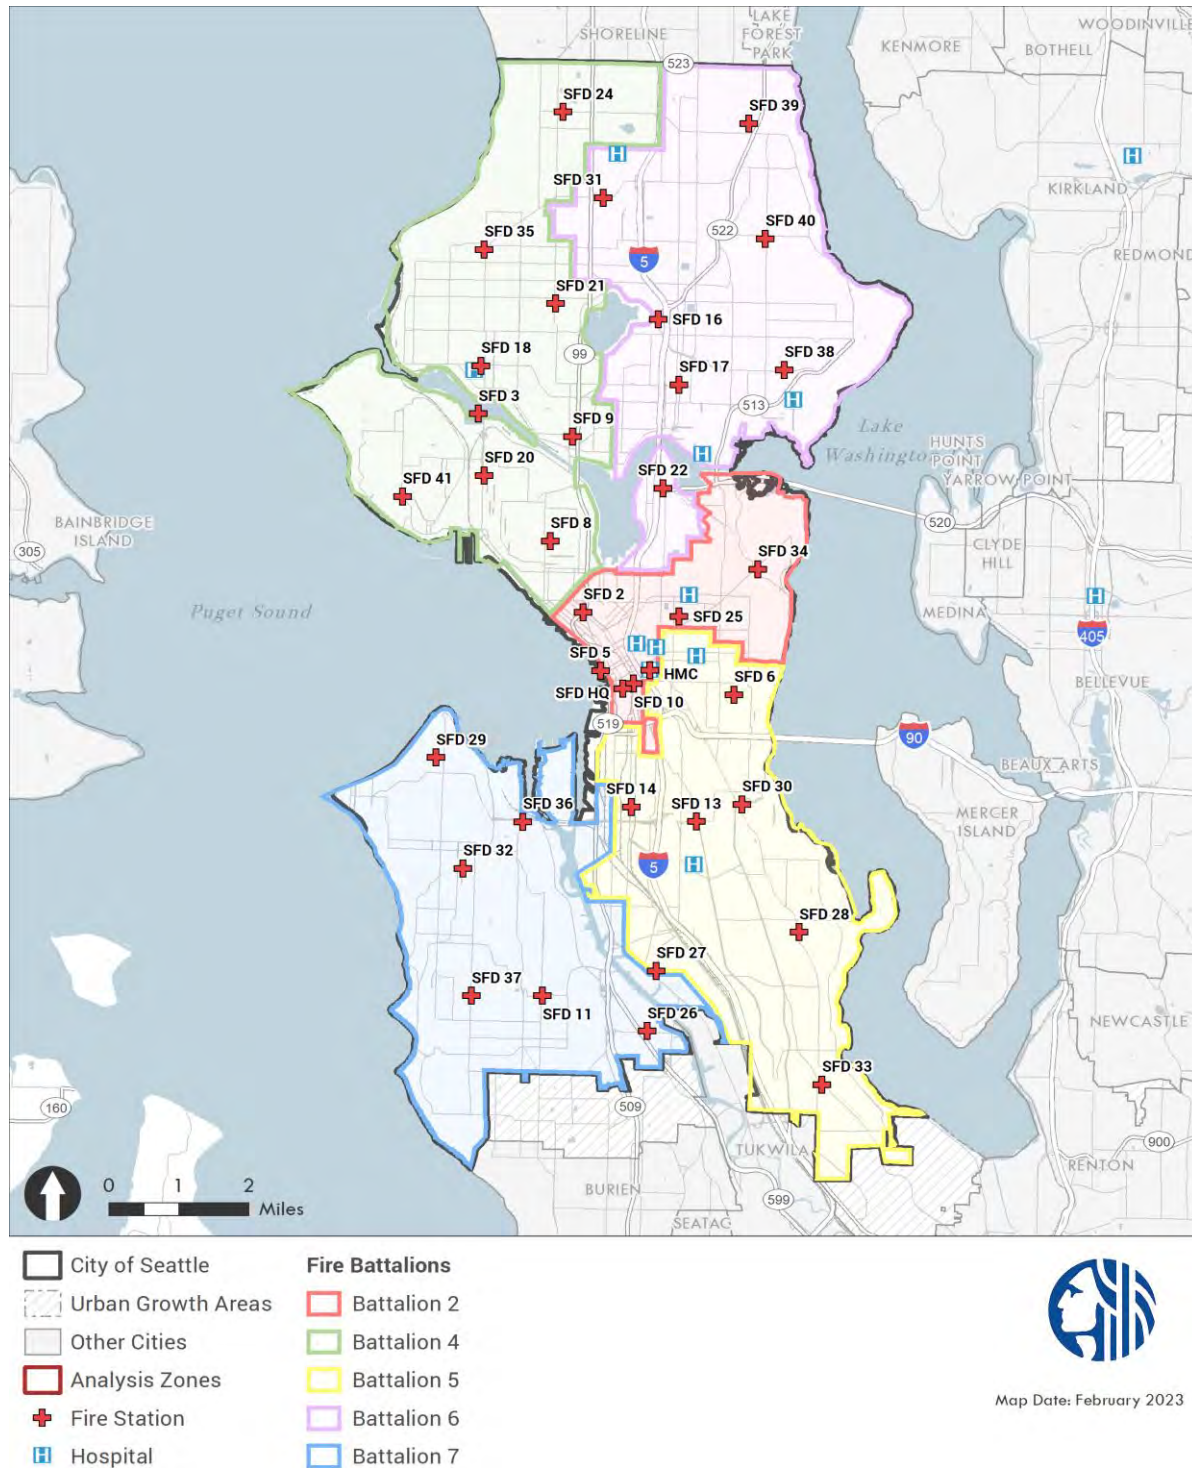 SHORELINE
LAKE
FOREST
PARK
WOODINVILLE
KENMORE
BOTHELL
523
SFD 24
SFD 39
SFD 31
KIRKLAND
SFD 35
522
SFD 40
5
REDMOND
SFD 21
SFD 16
SFD 18
99
SFD 17
SFD 38
SFD 3
513
SFD 9
Lake
Washington
HUNTS
POINT
SFD 20
SFD 22
YARROW POINT
SFD 41
BAINBRIDGE
ISLAND
305
SFD 8
520
CLYDE
HILL
SFD 34
Puget Sound
SFD 2
SFD 25
MEDINA
405
SFD 5
HMC
SFD 6
BELLEVUE
SFD HQ
SFD 10
519
SFD 29
90
BEAUX ARTS
SFD 36
SFD 14
SFD 13
SFD 30
MERCER
ISLAND
SFD 32
5
SFD 28
SFD 27
SFD 37
SFD 11
SFD 26
NEWCASTLE
SFD 33
160
509
TUKWILA
900
RENTON
BURIEN
599
SEATAC
0 1 2
Miles
City of Seattle
Urban Growth Areas
Other Cities
Analysis Zones
Fire Station
H Hospital
Fire Battalions
Battalion 2
Battalion 4
Battalion 5
Battalion 6
Battalion 7
Map Date: February 2023